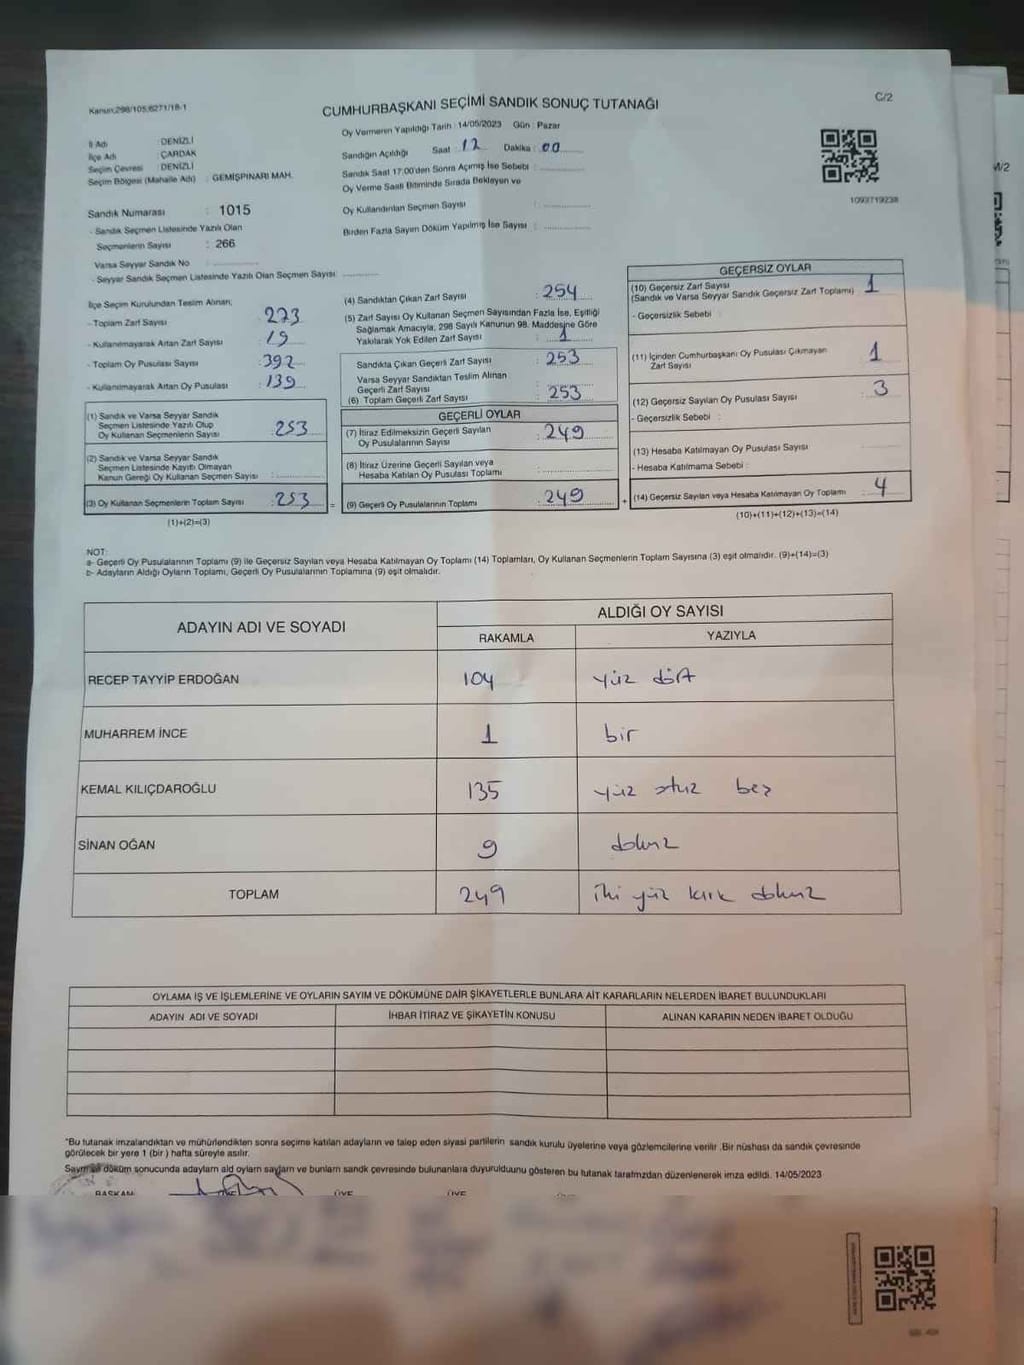 Kanun:298/105;6271/18-1
CUMHURBAŞKANI SEÇİMİ SANDIK SONUÇ TUTANAĞI
C/2
İl Adı : DENİZLİ
İlçe Adı : ÇARDAK
Seçim Çevresi : DENİZLİ
Seçim Bölgesi (Mahalle Adı) : GEMİŞPINARI MAH.
Sandık Numarası : 1015
- Sandık Seçmen Listesinde Yazılı Olan
Seçmenlerin Sayısı : 266
Varsa Seyyar Sandık No :
- Seyyar Sandık Seçmen Listesinde Yazılı Olan Seçmen Sayısı:
Oy Vermenin Yapıldığı Tarih : 14/05/2023 Gün : Pazar
Sandığın Açıldığı Saat : 12 Dakika : 00
Sandık Saat 17:00'den Sonra Açımış İse Sebebi :
Oy Verme Saati Bitiminde Sırada Bekleyen ve
Oy Kullandırılan Seçmen Sayısı :
Birden Fazla Sayım Döküm Yapılmış İse Sayısı :
1093719238
İlçe Seçim Kurulundan Teslim Alınan;
- Toplam Zarf Sayısı : 273
- Kullanılmayarak Artan Zarf Sayısı : 19
- Toplam Oy Pusulası Sayısı : 392
- Kullanılmayarak Artan Oy Pusulası : 139
(1) Sandık ve Varsa Seyyar Sandık
Seçmen Listesinde Yazılı Olup
Oy Kullanan Seçmenlerin Sayısı : 253
(2) Sandık ve Varsa Seyyar Sandık
Seçmen Listesinde Kayıtlı Olmayan
Kanun Gereği Oy Kullanan Seçmen Sayısı :
(3) Oy Kullanan Seçmenlerin Toplam Sayısı : 253
(1)+(2)=(3)
(4) Sandıktan Çıkan Zarf Sayısı : 254
(5) Zarf Sayısı Oy Kullanan Seçmen Sayısından Fazla İse, Eşitliği
Sağlamak Amacıyla, 298 Sayılı Kanunun 98. Maddesine Göre
Yakılarak Yok Edilen Zarf Sayısı : 1
Sandıkta Çıkan Geçerli Zarf Sayısı : 253
Varsa Seyyar Sandıktan Teslim Alınan
Geçerli Zarf Sayısı :
(6) Toplam Geçerli Zarf Sayısı : 253
GEÇERLİ OYLAR
(7) İtiraz Edilmeksizin Geçerli Sayılan
Oy Pusulalarının Sayısı : 249
(8) İtiraz Üzerine Geçerli Sayılan veya
Hesaba Katılan Oy Pusulası Toplamı :
= (9) Geçerli Oy Pusulalarının Toplamı : 249 +
GEÇERSİZ OYLAR
(10) Geçersiz Zarf Sayısı
(Sandık ve Varsa Seyyar Sandık Geçersiz Zarf Toplamı) : 1
- Geçersizlik Sebebi :
(11) İçinden Cumhurbaşkanı Oy Pusulası Çıkmayan
Zarf Sayısı : 1
(12) Geçersiz Sayılan Oy Pusulası Sayısı : 3
- Geçersizlik Sebebi :
(13) Hesaba Katılmayan Oy Pusulası Sayısı :
- Hesaba Katılmama Sebebi :
(14) Geçersiz Sayılan veya Hesaba Katılmayan Oy Toplamı : 4
(10)+(11)+(12)+(13)=(14)
NOT:
a- Geçerli Oy Pusulalarının Toplamı (9) ile Geçersiz Sayılan veya Hesaba Katılmayan Oy Toplamı (14) Toplamları, Oy Kullanan Seçmenlerin Toplam Sayısına (3) eşit olmalıdır. (9)+(14)=(3)
b- Adayların Aldığı Oyların Toplamı, Geçerli Oy Pusulalarının Toplamına (9) eşit olmalıdır.
ADAYIN ADI VE SOYADI
ALDIĞI OY SAYISI
RAKAMLA YAZIYLA
RECEP TAYYİP ERDOĞAN 104 yüz dört
MUHARREM İNCE 1 bir
KEMAL KILIÇDAROĞLU 135 yüz otuz beş
SİNAN OĞAN 9 dokuz
TOPLAM 249 iki yüz kırk dokuz
OYLAMA İŞ VE İŞLEMLERİNE VE OYLARIN SAYIM VE DÖKÜMÜNE DAİR ŞİKAYETLERLE BUNLARA AİT KARARLARIN NELERDEN İBARET BULUNDUKLARI
ADAYIN ADI VE SOYADI İHBAR İTİRAZ VE ŞİKAYETİN KONUSU ALINAN KARARIN NEDEN İBARET OLDUĞU
"Bu tutanak imzalandıktan ve mühürlendikten sonra seçime katılan adayların ve talep eden siyasi partilerin sandık kurulu üyelerine veya gözlemcilerine verilir .Bir nüshası da sandık çevresinde
görülecek bir yere 1 (bir ) hafta süreyle asılır.
döküm sonucunda adayların ald oyların sayların ve bunların sandk çevresinde bulunanlara duyurulduunu gösteren bu tutanak tarafmzdan düzenlenerek imza edildi. 14/05/2023
BAŞKAN ÜYE ÜYE